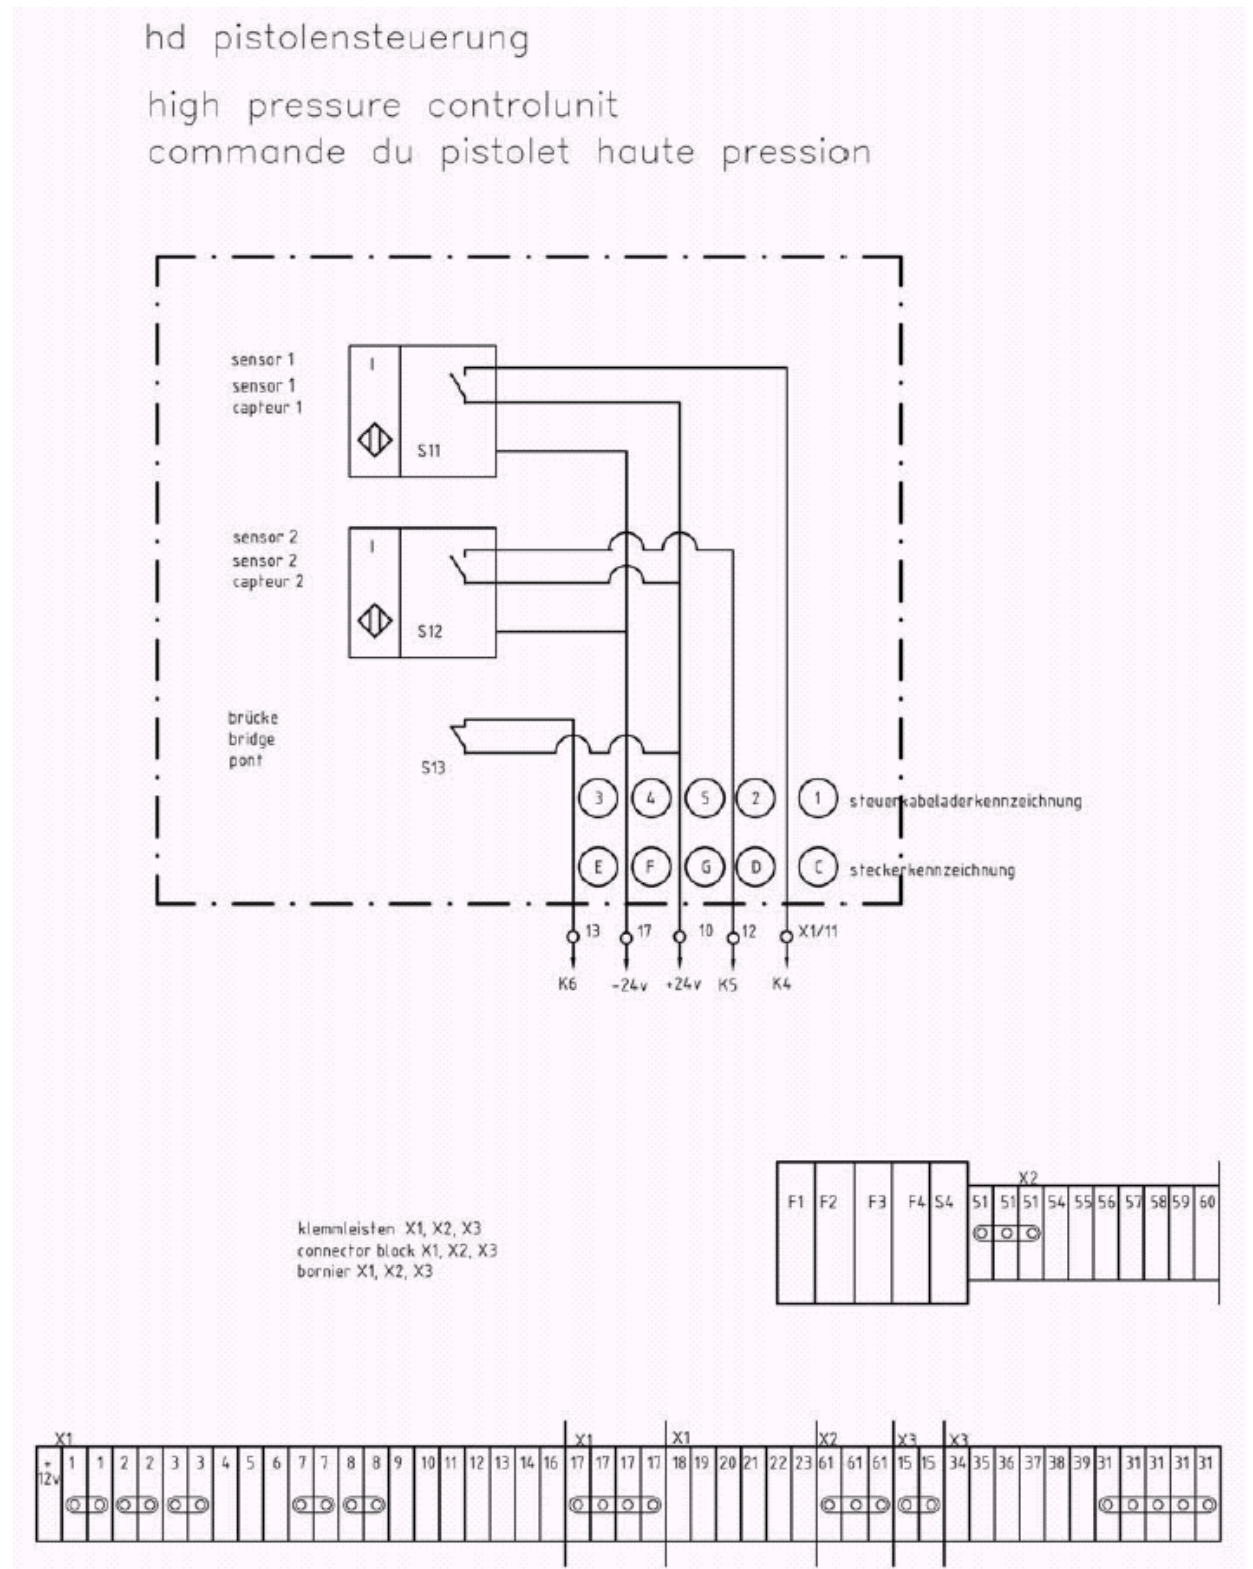 hd pistolensteuerung
high pressure controlunit
commande du pistolet haute pression
sensor 1
sensor 1
capteur 1
I
S11
sensor 2
sensor 2
capteur 2
I
S12
brücke
bridge
pont
S13
3 4 5 2 1 steuerkabeladerkennzeichnung
E F G D C steckerkennzeichnung
13 17 10 12 X1/11
K6 -24v +24v K5 K4
X2
F1 F2 F3 F4 S4 51 51 51 54 55 56 57 58 59 60
klemmleisten X1, X2, X3
connector block X1, X2, X3
bornier X1, X2, X3
X1 X1 X1 X2 X3 X3
+ 12v 1 1 2 2 3 3 4 5 6 7 7 8 8 9 10 11 12 13 14 16 17 17 17 17 18 19 20 21 22 23 61 61 61 15 15 34 35 36 37 38 39 31 31 31 31 31